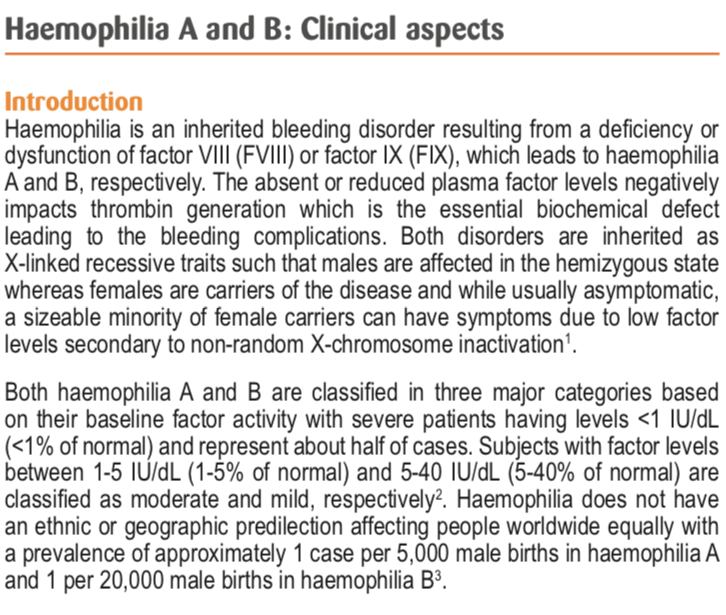 Haemophilia A and B: Clinical aspects
Introduction
Haemophilia is an inherited bleeding disorder resulting from a deficiency or
dysfunction of factor VIII (FVIII) or factor IX (FIX), which leads to haemophilia
A and B, respectively. The absent or reduced plasma factor levels negatively
impacts thrombin generation which is the essential biochemical defect
leading to the bleeding complications. Both disorders are inherited as
X-linked recessive traits such that males are affected in the hemizygous state
whereas females are carriers of the disease and while usually asymptomatic,
a sizeable minority of female carriers can have symptoms due to low factor
levels secondary to non-random X-chromosome inactivation¹.
Both haemophilia A and B are classified in three major categories based
on their baseline factor activity with severe patients having levels <1 IU/dL
(<1% of normal) and represent about half of cases. Subjects with factor levels
between 1-5 IU/dL (1-5% of normal) and 5-40 IU/dL (5-40% of normal) are
classified as moderate and mild, respectively². Haemophilia does not have
an ethnic or geographic predilection affecting people worldwide equally with
a prevalence of approximately 1 case per 5,000 male births in haemophilia A
and 1 per 20,000 male births in haemophilia B³.